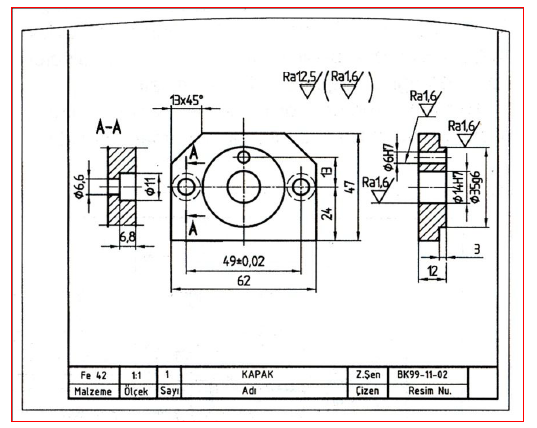 Ra12,5 ( Ra1,6 )
13x45°
A-A
Ra1,6
Ra1,6
Ø6,6
Ø11
6,8
A
A
13
24
47
49±0,02
62
Ø6H7
Ra1,6
Ø14H7
Ø35g6
3
12
Fe 42 1:1 1 KAPAK Z.Şen BK99-11-02
Malzeme Ölçek Sayı Adı Çizen Resim Nu.